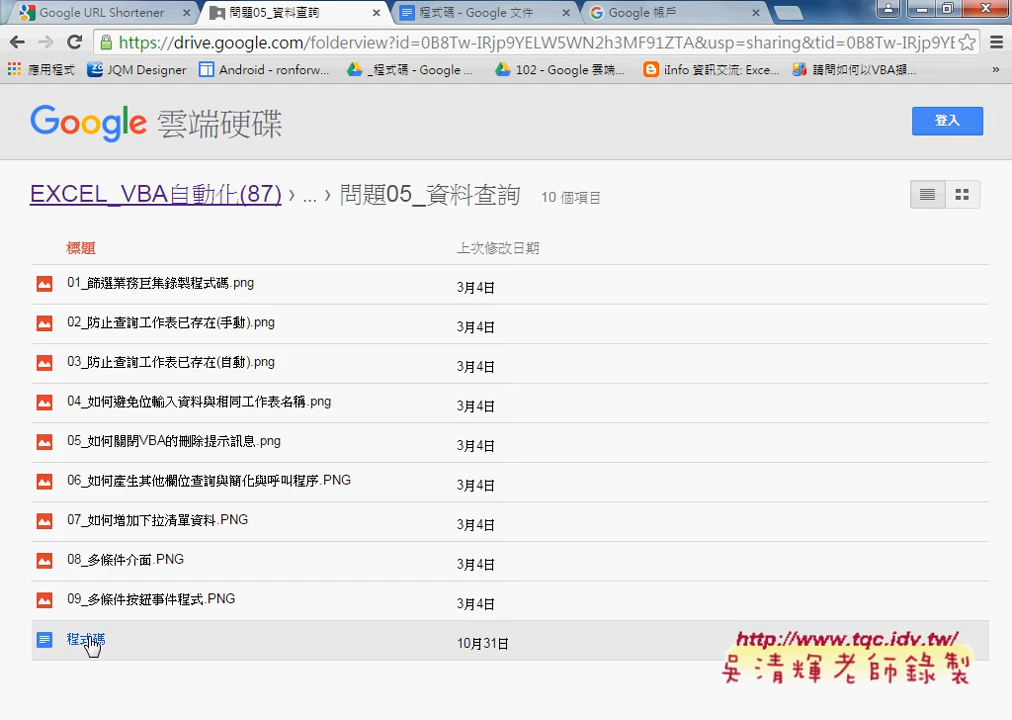 Google URL Shortener
問題05_資料查詢
程式碼 - Google 文件
Google 帳戶
https://drive.google.com/folderview?id=0B8Tw-IRjp9YELW5WN2h3MF91ZTA&usp=sharing&tid=0B8Tw-IRjp9YE
應用程式
JQM Designer
Android - ronforw...
_程式碼 - Google ...
102 - Google 雲端...
iInfo 資訊交流: Exce...
請問如何以VBA擷...
»
Google 雲端硬碟
登入
EXCEL_VBA自動化(87) › ... › 問題05_資料查詢 10 個項目
標題 上次修改日期
01_篩選業務巨集錄製程式碼.png 3月4日
02_防止查詢工作表已存在(手動).png 3月4日
03_防止查詢工作表已存在(自動).png 3月4日
04_如何避免位輸入資料與相同工作表名稱.png 3月4日
05_如何關閉VBA的刪除提示訊息.png 3月4日
06_如何產生其他欄位查詢與簡化與呼叫程序.PNG 3月4日
07_如何增加下拉清單資料.PNG 3月4日
08_多條件介面.PNG 3月4日
09_多條件按鈕事件程式.PNG 3月4日
程式碼 10月31日
http://www.tqc.idv.tw/
吳清輝老師錄製